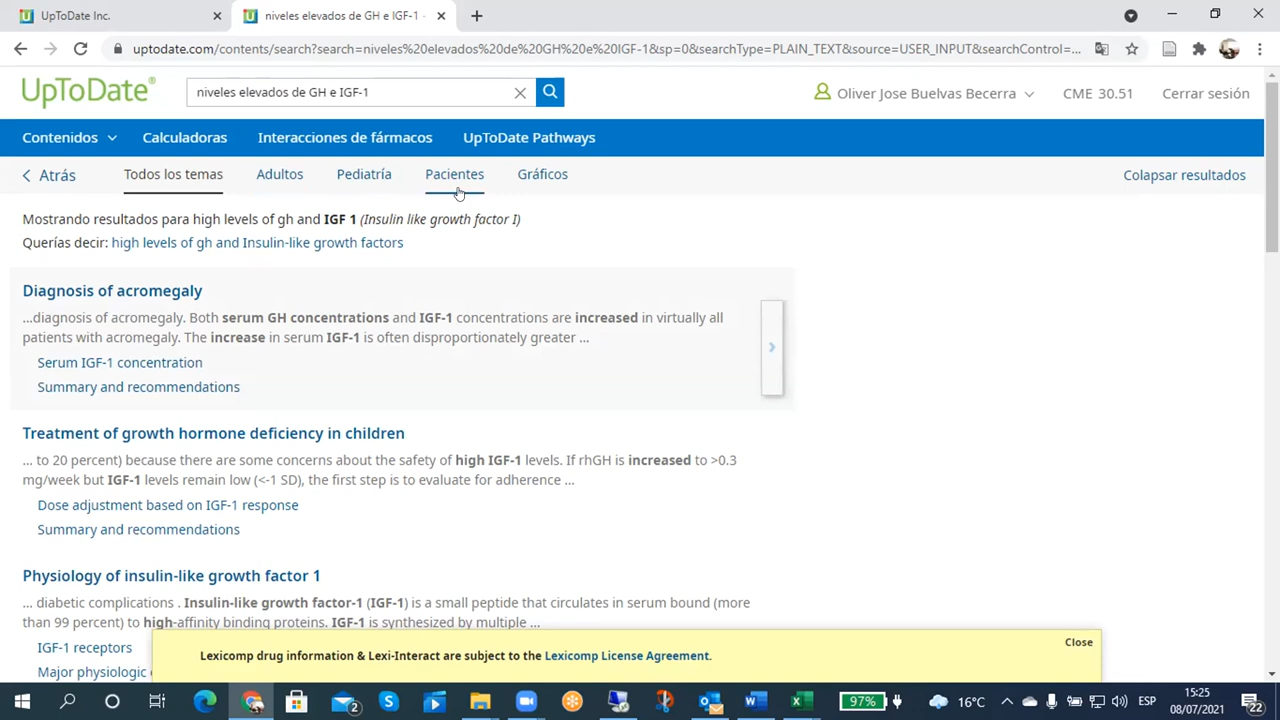 UpToDate Inc.
niveles elevados de GH e IGF-1 -
uptodate.com/contents/search?search=niveles%20elevados%20de%20GH%20e%20IGF-1&sp=0&searchType=PLAIN_TEXT&source=USER_INPUT&searchControl=...
UpToDate®
niveles elevados de GH e IGF-1
Oliver Jose Buelvas Becerra
CME 30.51
Cerrar sesión
Contenidos
Calculadoras
Interacciones de fármacos
UpToDate Pathways
Atrás
Todos los temas
Adultos
Pediatría
Pacientes
Gráficos
Colapsar resultados
Mostrando resultados para high levels of gh and IGF 1 (Insulin like growth factor I)
Querías decir: high levels of gh and Insulin-like growth factors
Diagnosis of acromegaly
...diagnosis of acromegaly. Both serum GH concentrations and IGF-1 concentrations are increased in virtually all
patients with acromegaly. The increase in serum IGF-1 is often disproportionately greater ...
Serum IGF-1 concentration
Summary and recommendations
Treatment of growth hormone deficiency in children
... to 20 percent) because there are some concerns about the safety of high IGF-1 levels. If rhGH is increased to >0.3
mg/week but IGF-1 levels remain low (<-1 SD), the first step is to evaluate for adherence ...
Dose adjustment based on IGF-1 response
Summary and recommendations
Physiology of insulin-like growth factor 1
... diabetic complications . Insulin-like growth factor-1 (IGF-1) is a small peptide that circulates in serum bound (more
than 99 percent) to high-affinity binding proteins. IGF-1 is synthesized by multiple ...
IGF-1 receptors
Major physiologic
Close
Lexicomp drug information & Lexi-Interact are subject to the Lexicomp License Agreement.
2
97%
16°C
ESP
15:25
08/07/2021
22